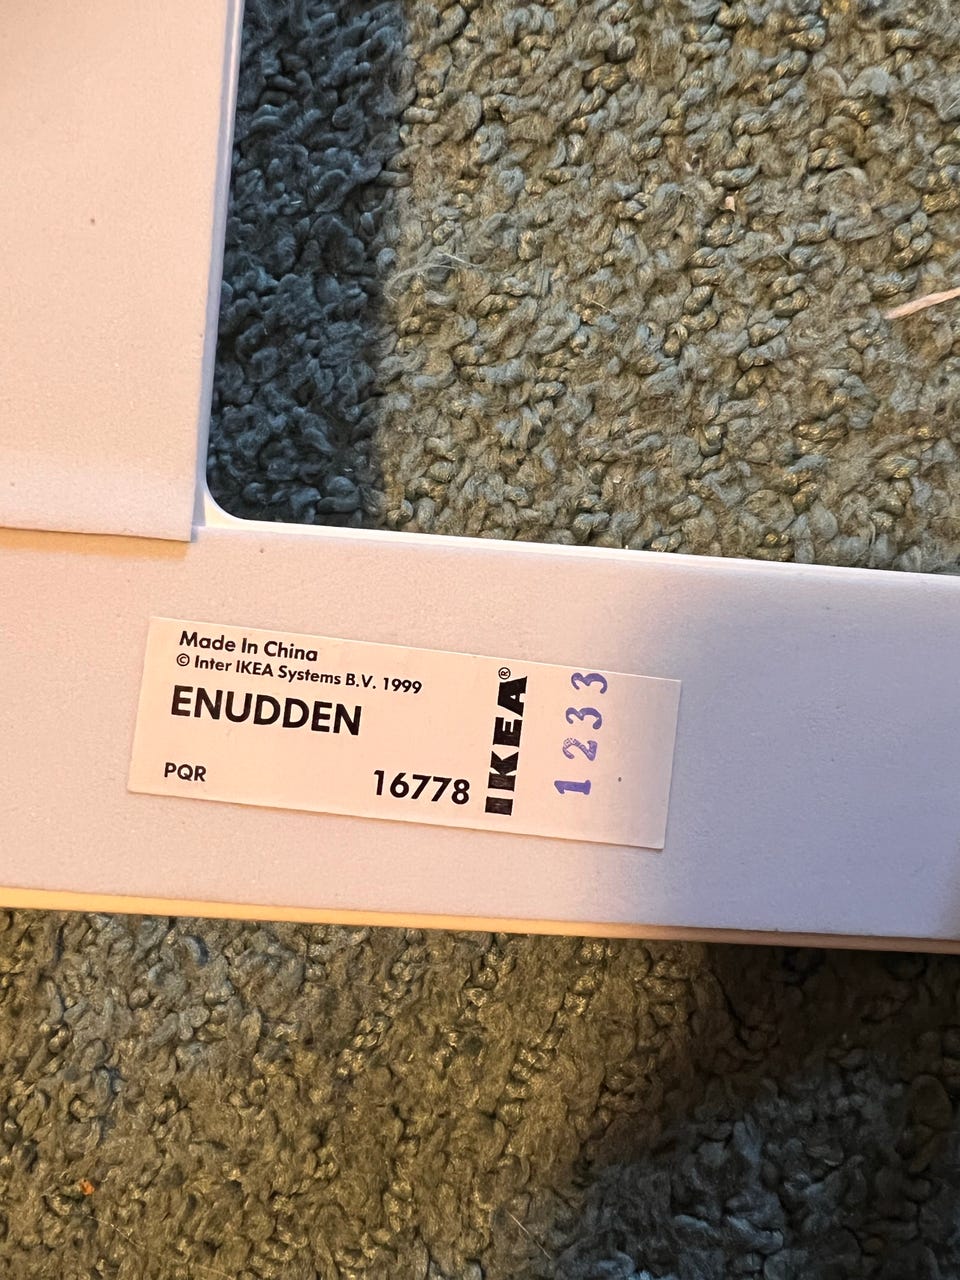 Made In China
© Inter IKEA Systems B.V. 1999
ENUDDEN
PQR 16778
IKEA®
1233